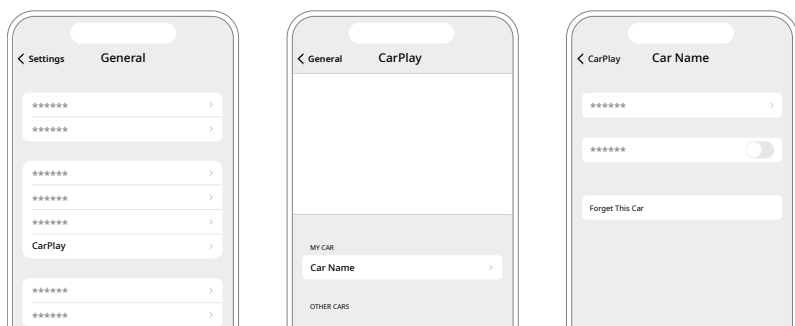 Settings General
******
******
******
******
******
CarPlay
******
******
General CarPlay
MY CAR
Car Name
OTHER CARS
CarPlay Car Name
******
******
Forget This Car